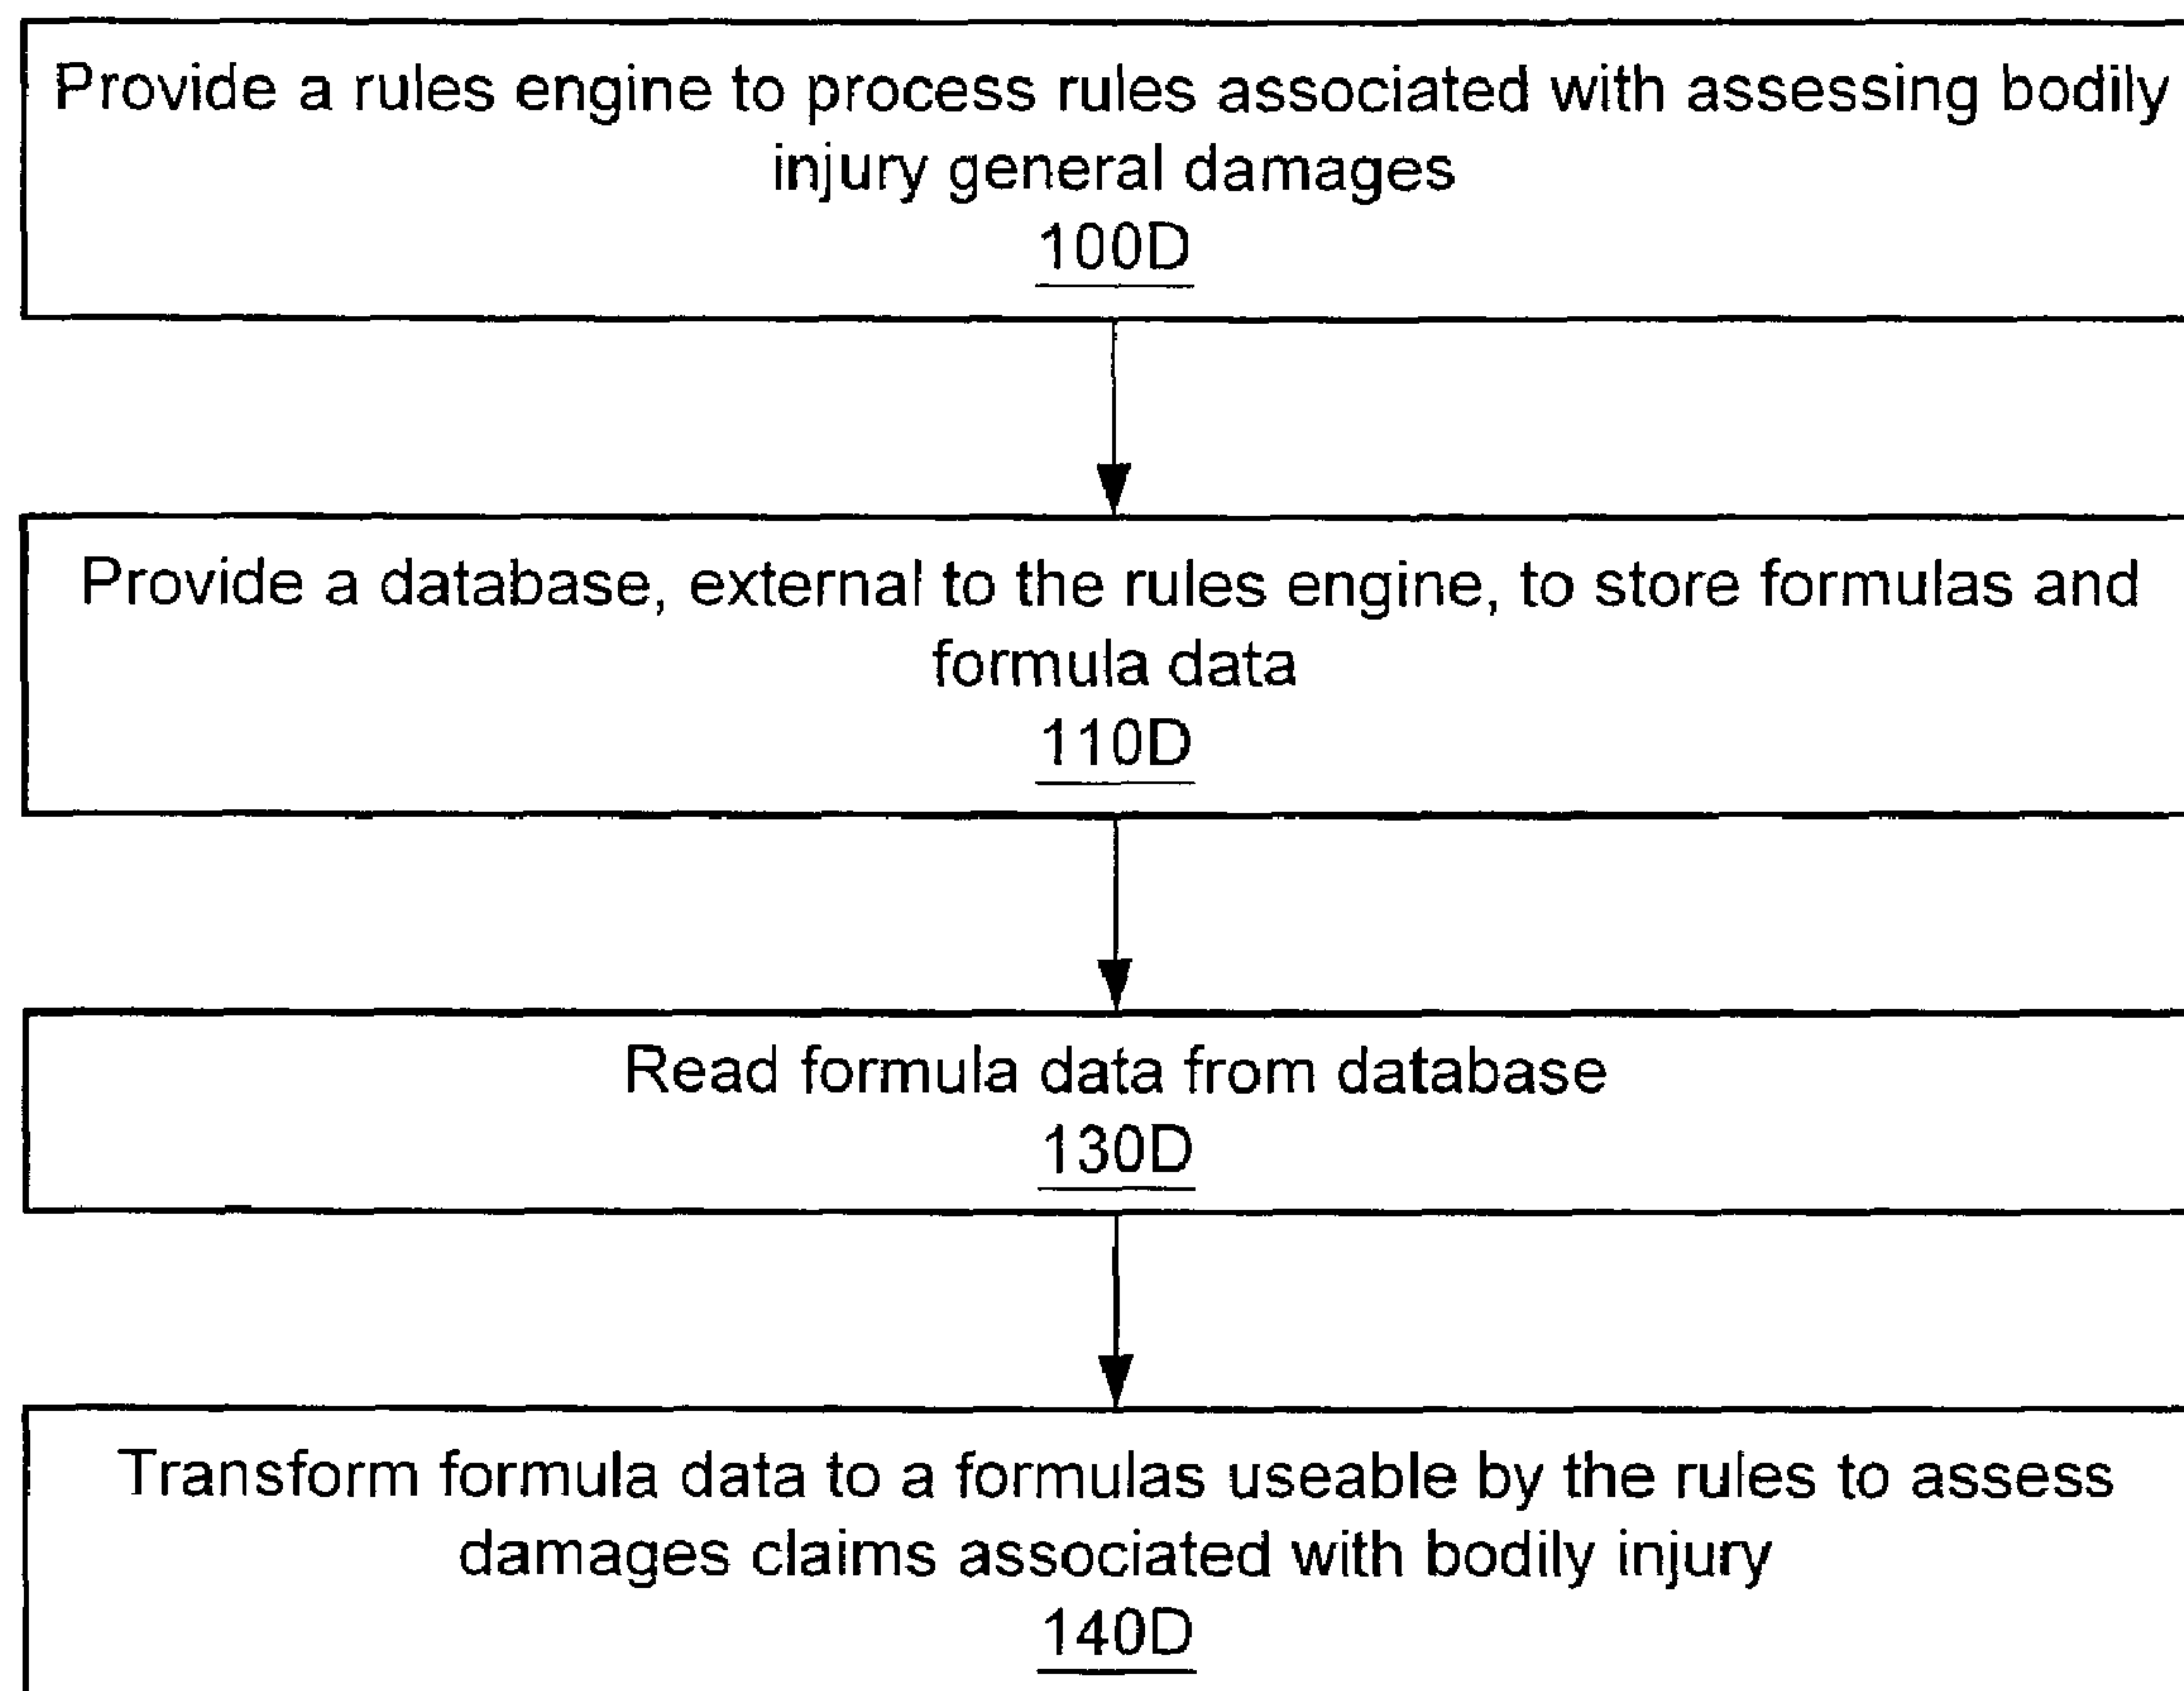 Provide a rules engine to process rules associated with assessing bodily
injury general damages
100D
Provide a database, external to the rules engine, to store formulas and
formula data
110D
Read formula data from database
130D
Transform formula data to a formulas useable by the rules to assess
damages claims associated with bodily injury
140D